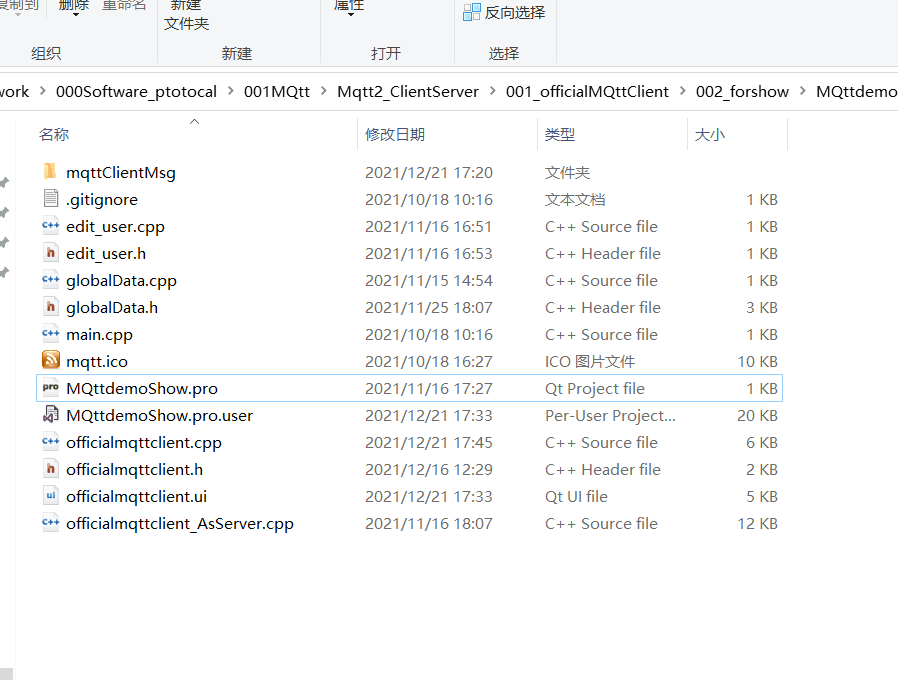 复制到 删除 重命名 新建 属性
文件夹
反向选择
组织 新建 打开 选择
work > 000Software_ptotocal > 001MQtt > Mqtt2_ClientServer > 001_officialMQttClient > 002_forshow > MQttdemo
名称 修改日期 类型 大小
mqttClientMsg 2021/12/21 17:20 文件夹
.gitignore 2021/10/18 10:16 文本文档 1 KB
edit_user.cpp 2021/11/16 16:51 C++ Source file 1 KB
edit_user.h 2021/11/16 16:53 C++ Header file 1 KB
globalData.cpp 2021/11/15 14:54 C++ Source file 1 KB
globalData.h 2021/11/25 18:07 C++ Header file 3 KB
main.cpp 2021/10/18 10:16 C++ Source file 1 KB
mqtt.ico 2021/10/18 16:27 ICO 图片文件 10 KB
MQttdemoShow.pro 2021/11/16 17:27 Qt Project file 1 KB
MQttdemoShow.pro.user 2021/12/21 17:33 Per-User Project... 20 KB
officialmqttclient.cpp 2021/12/21 17:45 C++ Source file 6 KB
officialmqttclient.h 2021/12/16 12:29 C++ Header file 2 KB
officialmqttclient.ui 2021/12/21 17:33 Qt UI file 5 KB
officialmqttclient_AsServer.cpp 2021/11/16 18:07 C++ Source file 12 KB